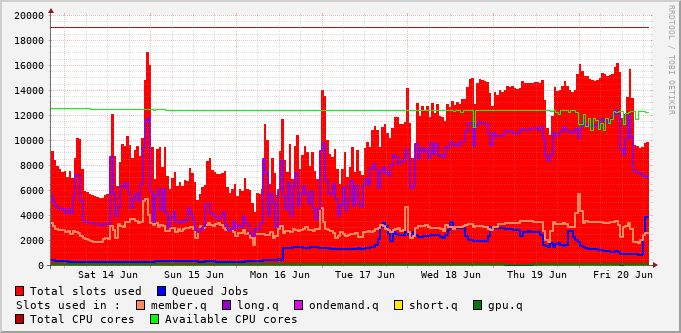 20000
18000
16000
14000
12000
10000
8000
6000
4000
2000
0
Sat 14 Jun Sun 15 Jun Mon 16 Jun Tue 17 Jun Wed 18 Jun Thu 19 Jun Fri 20 Jun
RRDTOOL / TOBI OETIKER
Total slots used Queued Jobs
Slots used in : member.q long.q ondemand.q short.q gpu.q
Total CPU cores Available CPU cores